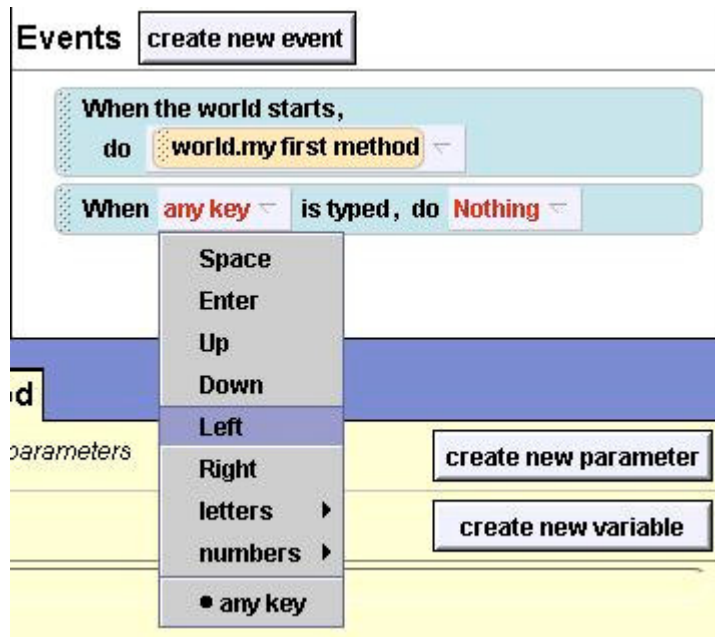 Events create new event
When the world starts,
do world.my first method
When any key is typed, do Nothing
Space
Enter
Up
Down
Left
Right
letters
numbers
any key
d
parameters
create new parameter
create new variable